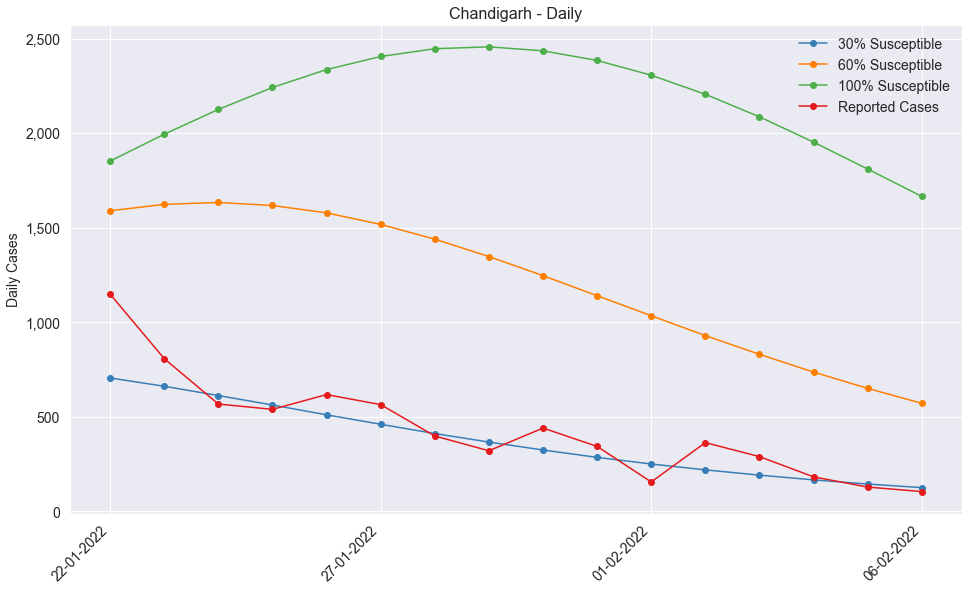 Chandigarh - Daily
30% Susceptible
60% Susceptible
100% Susceptible
Reported Cases
Daily Cases
2,500
2,000
1,500
1,000
500
0
22-01-2022
27-01-2022
01-02-2022
06-02-2022